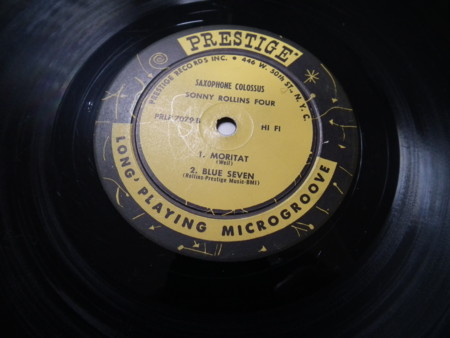 PRESTIGE
PRESTIGE RECORDS INC. • 446 W. 50th ST., N.Y.C.
SAXOPHONE COLOSSUS
SONNY ROLLINS FOUR
PRLP 7079 B
HI FI
1. MORITAT
(Weill)
2. BLUE SEVEN
(Rollins-Prestige Music-BMI)
LONG PLAYING MICROGROOVE